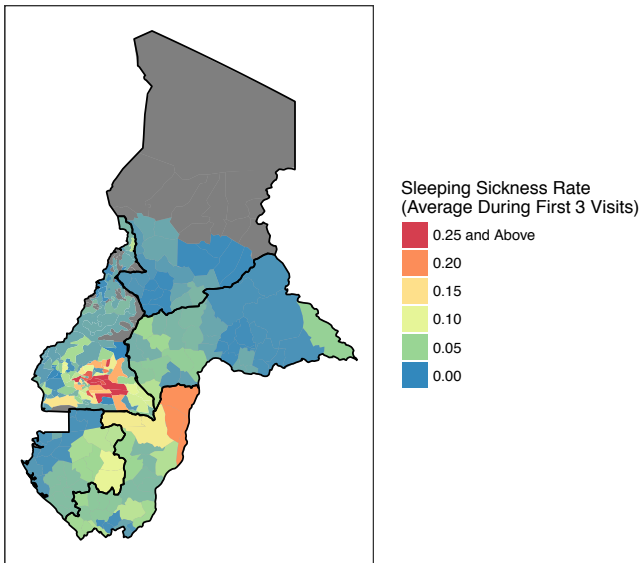 Sleeping Sickness Rate
(Average During First 3 Visits)
0.25 and Above
0.20
0.15
0.10
0.05
0.00